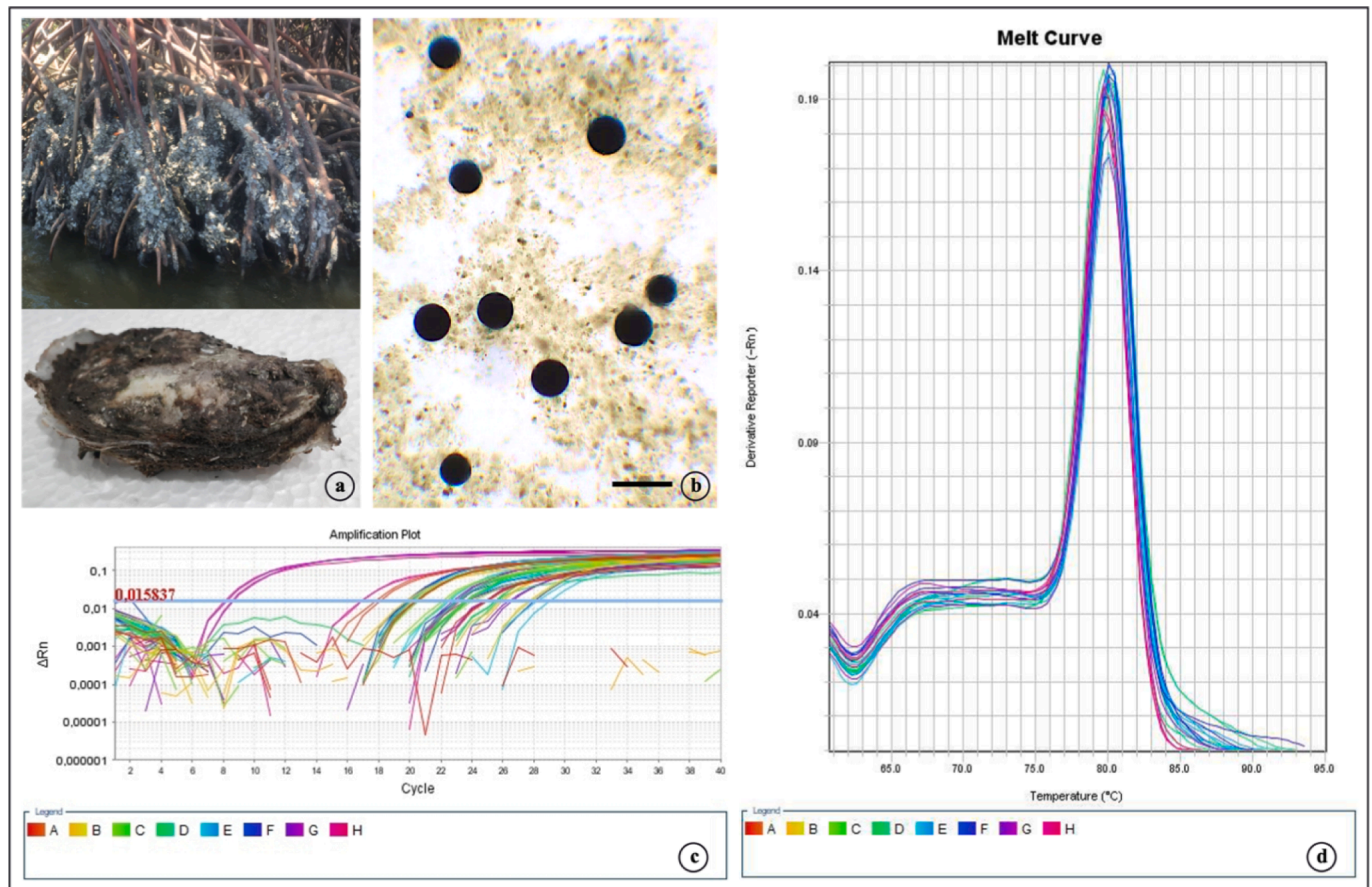 a
b
Amplification Plot
0,1
0,015837
0,01
0,001
0,0001
0,00001
0,000001
ΔRn
2 4 6 8 10 12 14 16 18 20 22 24 26 28 30 32 34 36 38 40
Cycle
Legend
A B C D E F G H
c
Melt Curve
0.19
0.14
0.09
0.04
Derivative Reporter (-Rn')
65.0 70.0 75.0 80.0 85.0 90.0 95.0
Temperature (°C)
Legend
A B C D E F G H
d